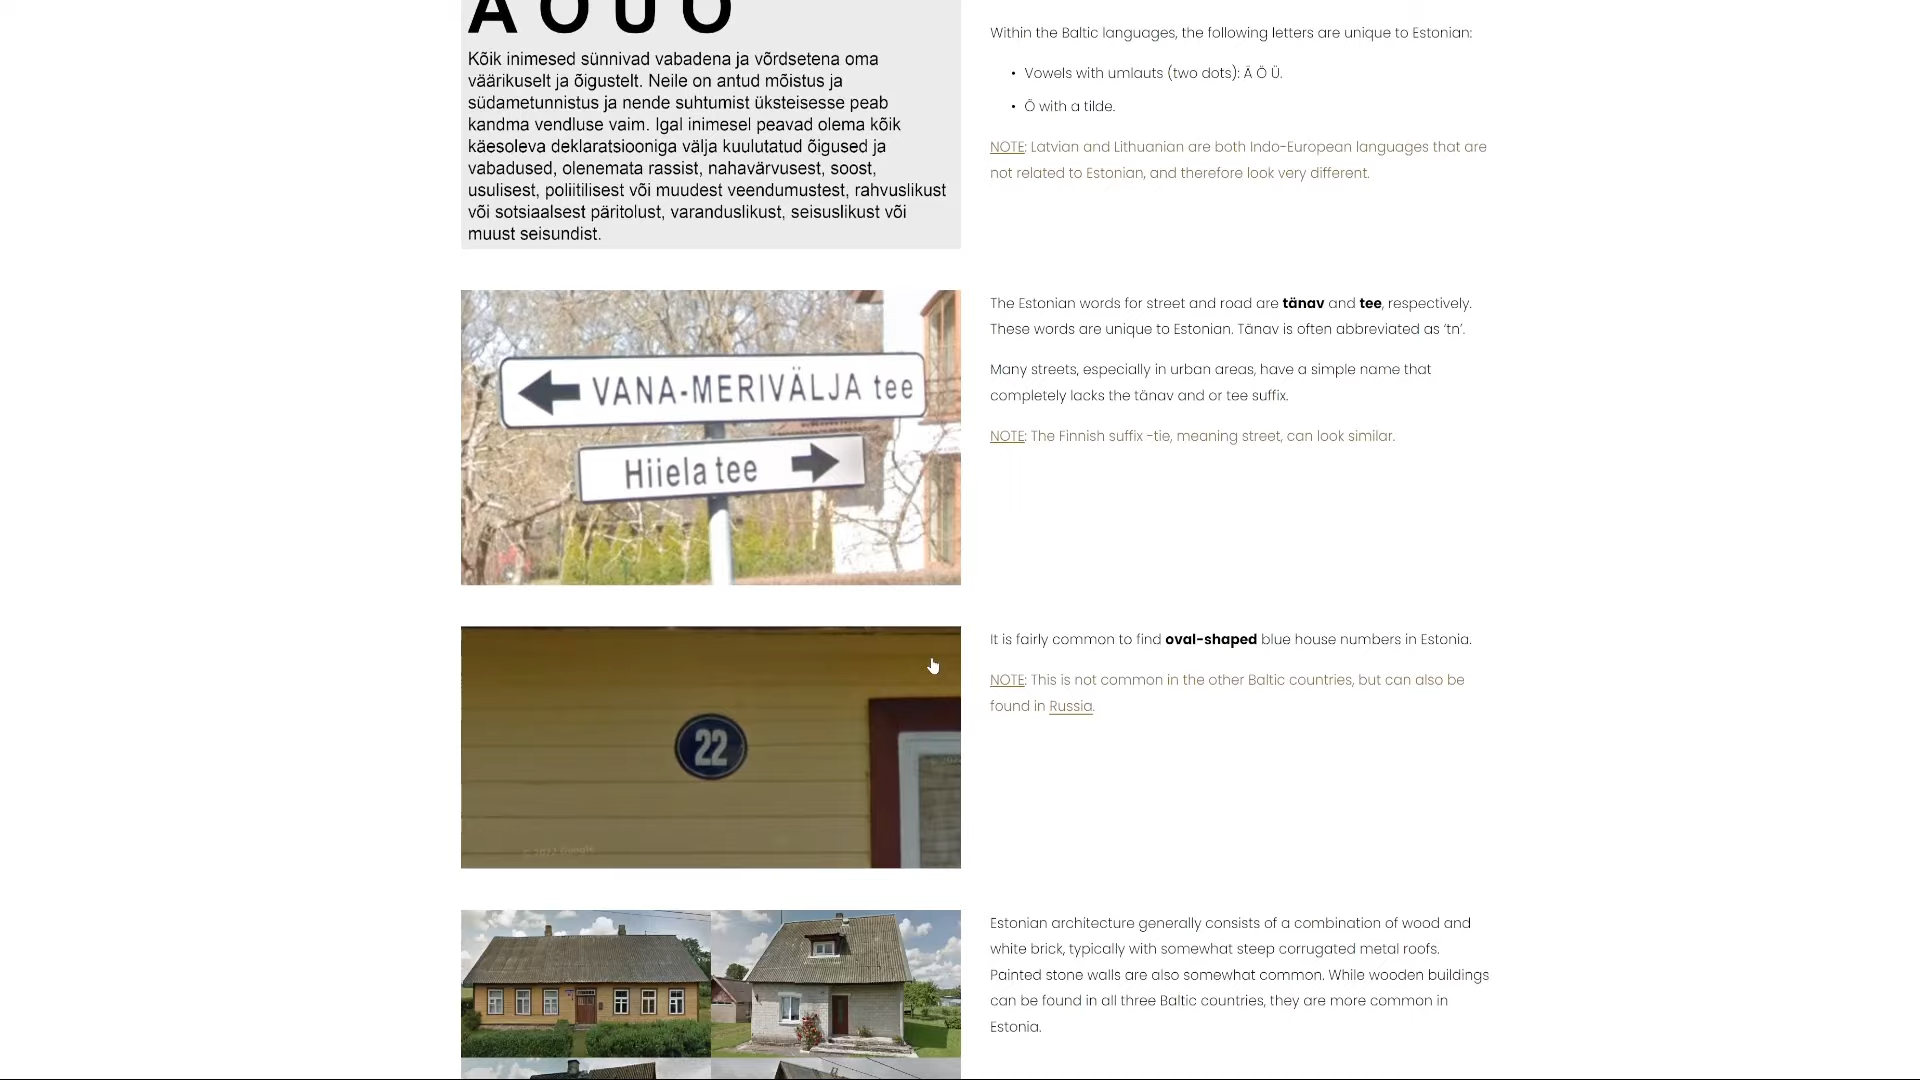 Ä Ö Ü Õ
Kõik inimesed sünnivad vabadena ja võrdsetena oma
väärikuselt ja õigustelt. Neile on antud mõistus ja
südametunnistus ja nende suhtumist üksteisesse peab
kandma vendluse vaim. Igal inimesel peavad olema kõik
käesoleva deklaratsiooniga välja kuulutatud õigused ja
vabadused, olenemata rassist, nahavärvusest, soost,
usulisest, poliitilisest või muudest veendumustest, rahvuslikust
või sotsiaalsest päritolust, varanduslikust, seisuslikust või
muust seisundist.
Within the Baltic languages, the following letters are unique to Estonian:
• Vowels with umlauts (two dots): Ä Ö Ü.
• Õ with a tilde.
NOTE: Latvian and Lithuanian are both Indo-European languages that are
not related to Estonian, and therefore look very different.
VANA-MERIVÄLJA tee
Hiiela tee
The Estonian words for street and road are tänav and tee, respectively.
These words are unique to Estonian. Tänav is often abbreviated as ‘tn’.
Many streets, especially in urban areas, have a simple name that
completely lacks the tänav and or tee suffix.
NOTE: The Finnish suffix -tie, meaning street, can look similar.
22
© 2022 Google
It is fairly common to find oval-shaped blue house numbers in Estonia.
NOTE: This is not common in the other Baltic countries, but can also be
found in Russia.
Estonian architecture generally consists of a combination of wood and
white brick, typically with somewhat steep corrugated metal roofs.
Painted stone walls are also somewhat common. While wooden buildings
can be found in all three Baltic countries, they are more common in
Estonia.